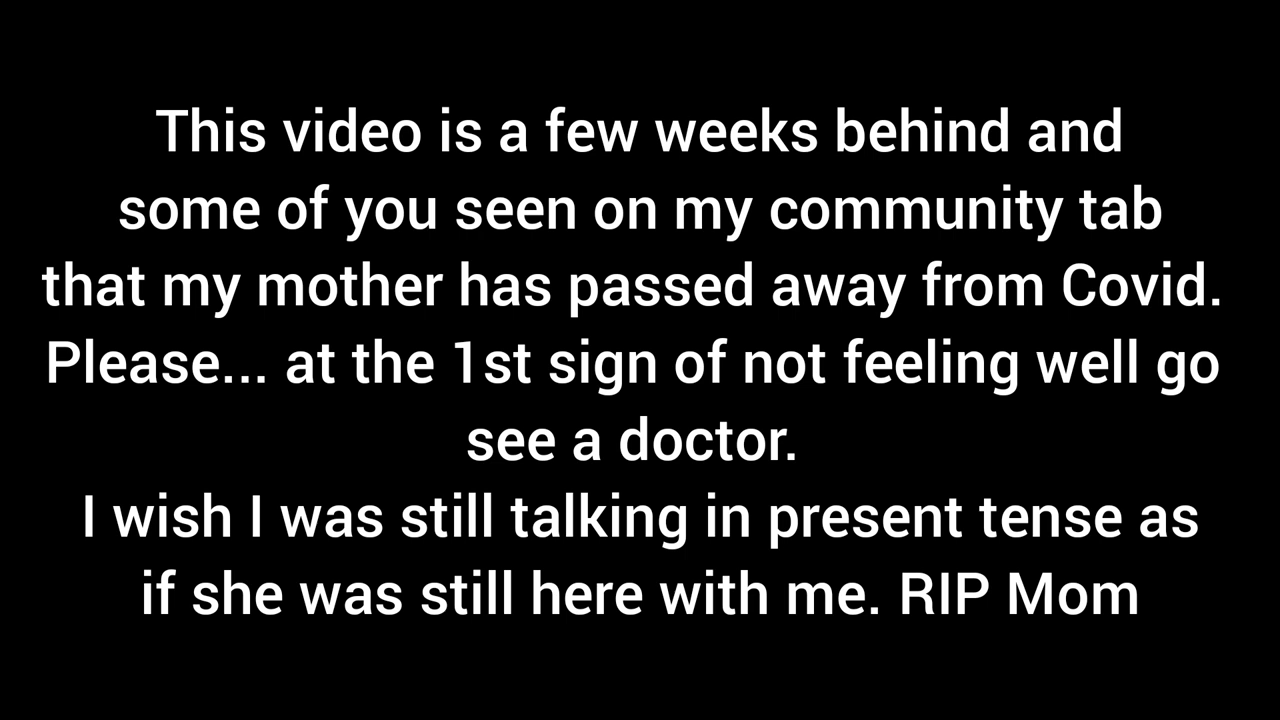 This video is a few weeks behind and
some of you seen on my community tab
that my mother has passed away from Covid.
Please... at the 1st sign of not feeling well go
see a doctor.
I wish I was still talking in present tense as
if she was still here with me. RIP Mom